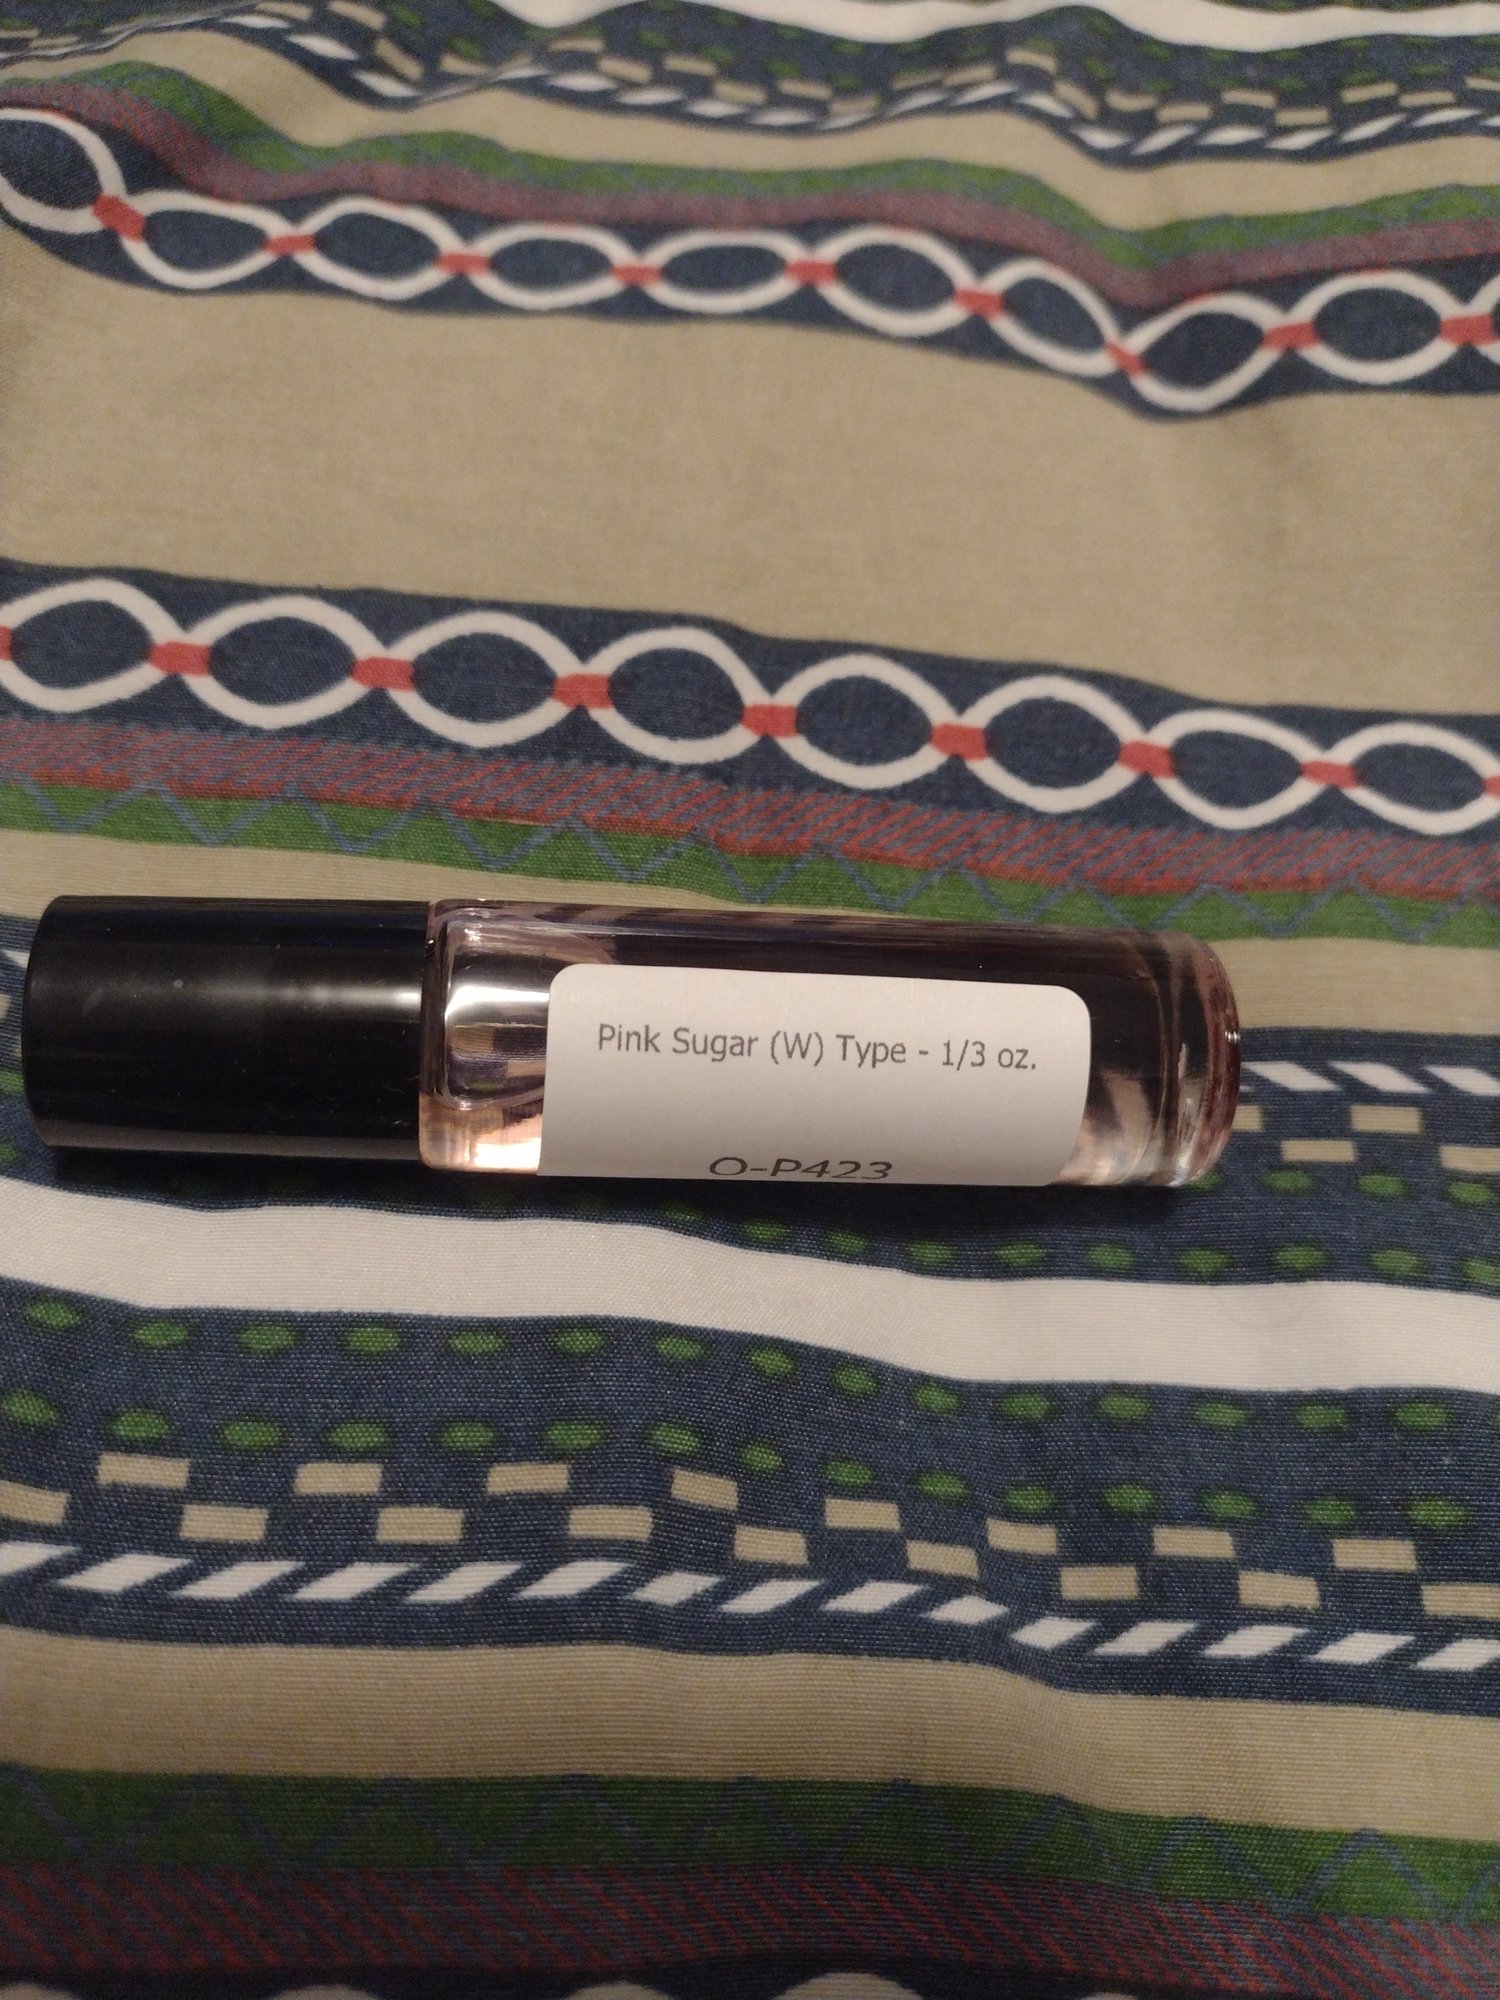 Pink Sugar (W) Type - 1/3 oz.
O-P423